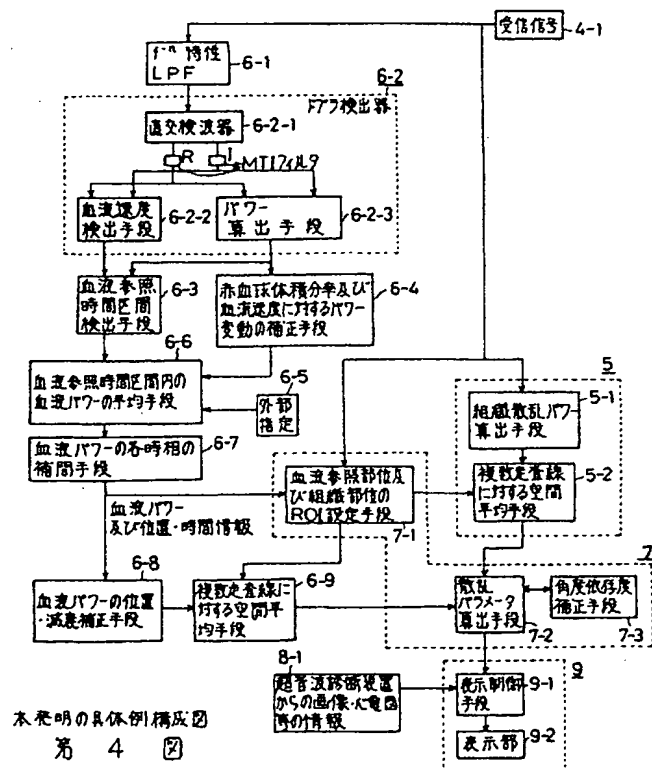 受信信号
4-1
f⁻ⁿ 特性
LPF
6-1
6-2
ドプラ検出器
直交検波器
6-2-1
R
I
MTIフィルタ
血流速度
検出手段
6-2-2
パワー
算出手段
6-2-3
血液参照
時間区間
検出手段
6-3
赤血球体積分率及び
血流速度に対するパワー
変動の補正手段
6-4
6-6
血液参照時間区間内の
血液パワーの平均手段
6-5
外部
指定
5
5-1
組織散乱パワー
算出手段
血液パワーの各時相の
補間手段
6-7
血液参照部位及
び組織部位の
ROI設定手段
7-1
5-2
複数走査線
に対する空間
平均手段
血液パワー
及び位置・時間情報
7
6-8
血液パワーの位置
・減衰補正手段
6-9
複数走査線に
対する空間平
均手段
散乱
パラメータ
算出手段
7-2
角度依存度
補正手段
7-3
8-1
超音波診断装置
からの画像・心電図
等の情報
9
表示制御
手段
9-1
表示部
9-2
本発明の具体例構成図
第 4 図